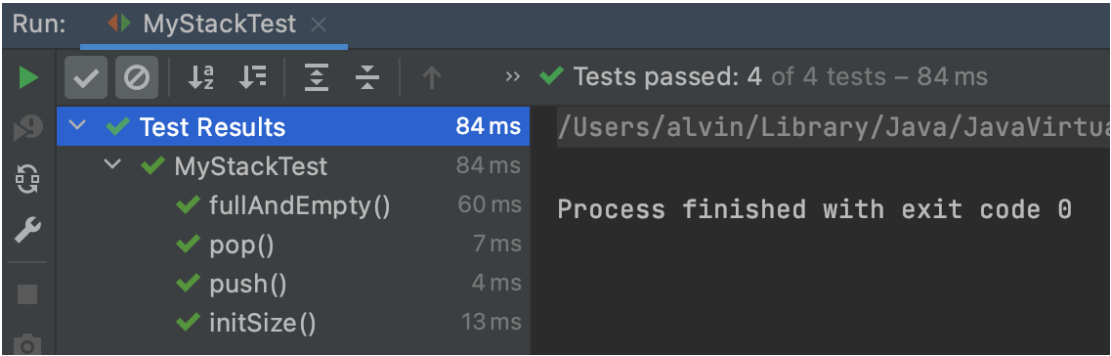 Run: MyStackTest ×
Tests passed: 4 of 4 tests – 84 ms
Test Results 84 ms
MyStackTest 84 ms
fullAndEmpty() 60 ms
pop() 7 ms
push() 4 ms
initSize() 13 ms
/Users/alvin/Library/Java/JavaVirtua
Process finished with exit code 0